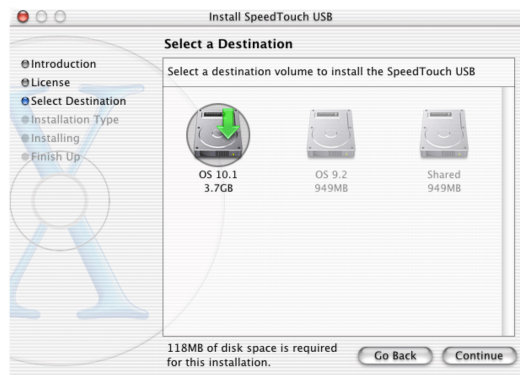 Install SpeedTouch USB
Select a Destination
Introduction
License
Select Destination
Installation Type
Installing
Finish Up
Select a destination volume to install the SpeedTouch USB
OS 10.1
3.7GB
OS 9.2
949MB
Shared
949MB
118MB of disk space is required
for this installation.
Go Back
Continue